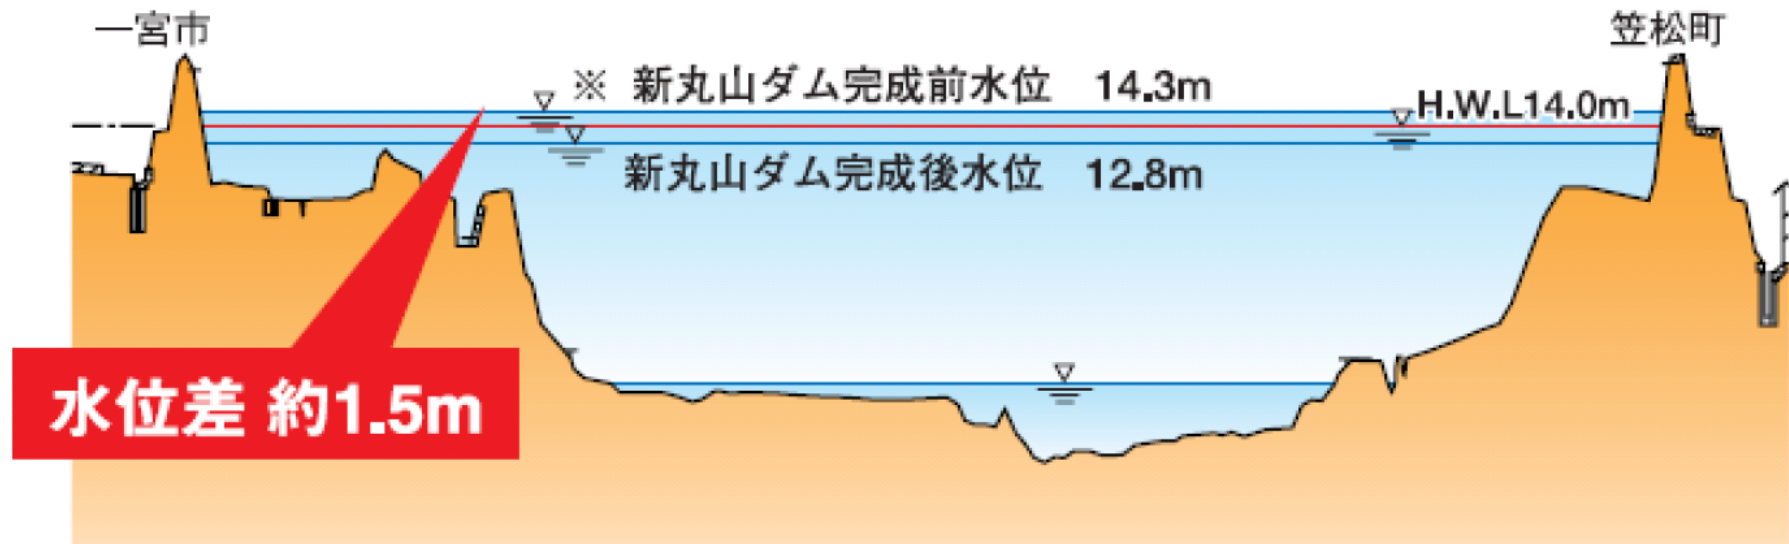 一宮市
笠松町
※ 新丸山ダム完成前水位 14.3m
H.W.L14.0m
新丸山ダム完成後水位 12.8m
水位差 約1.5m